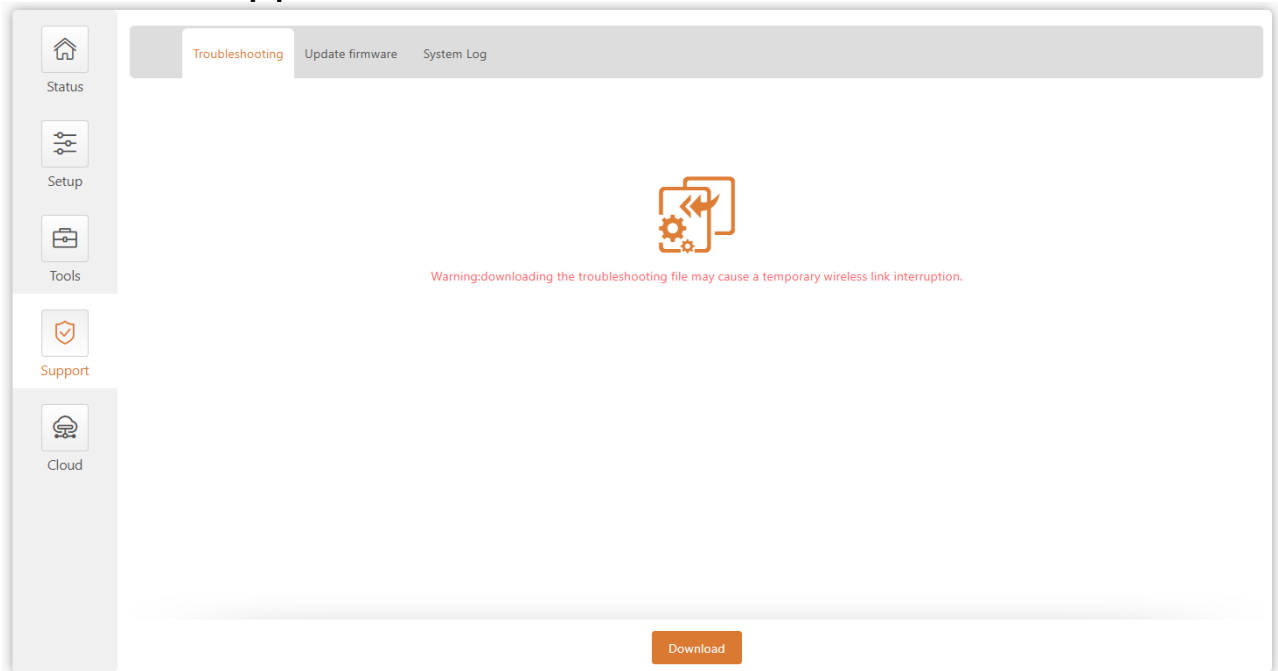 Troubleshooting Update firmware System Log
Status
Setup
Tools
Warning:downloading the troubleshooting file may cause a temporary wireless link interruption.
Support
Cloud
Download